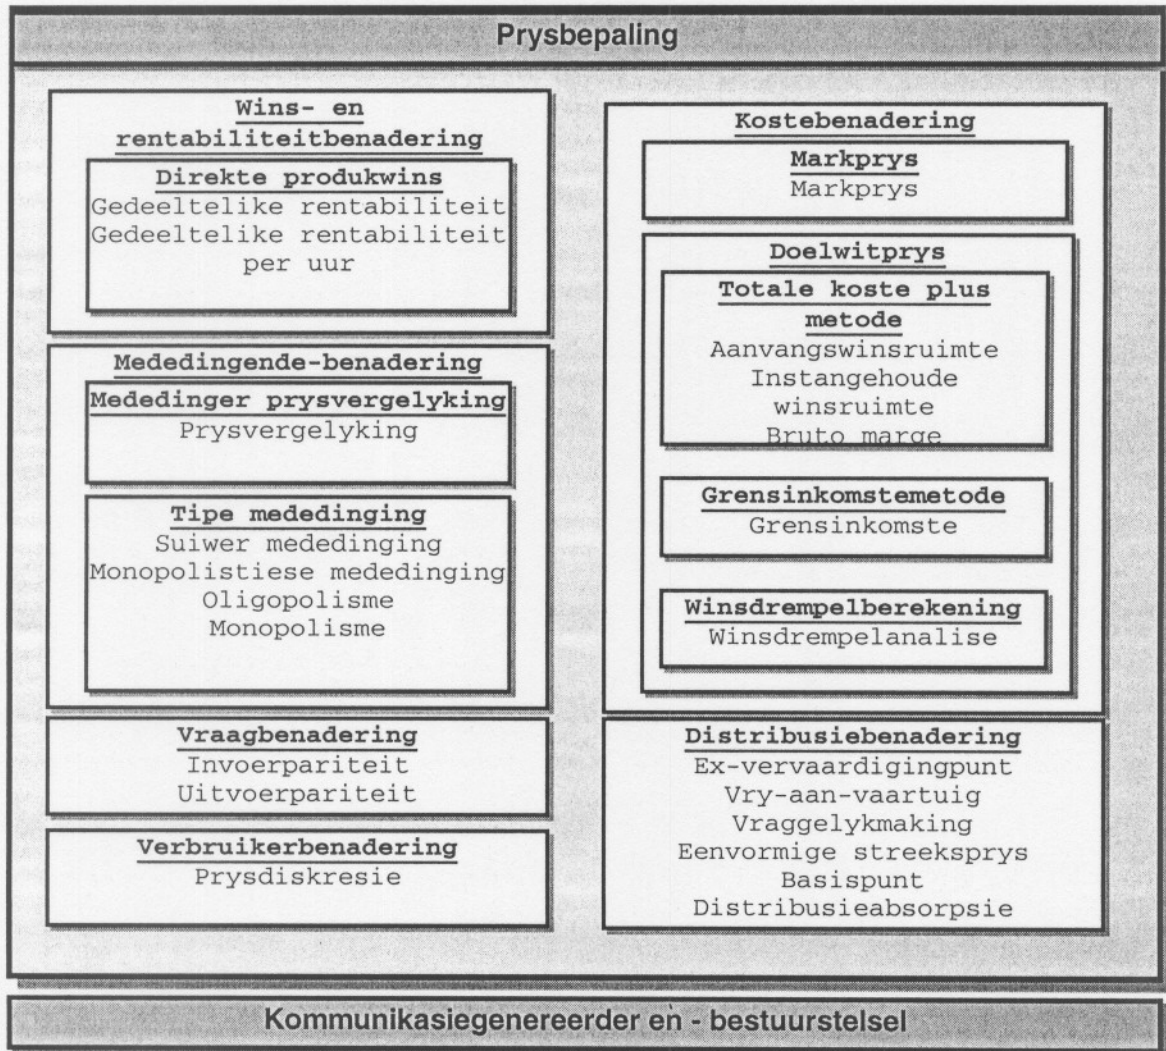 Prysbepaling
Wins- en
rentabiliteitbenadering
Direkte produkwins
Gedeeltelike rentabiliteit
Gedeeltelike rentabiliteit
per uur
Mededingende-benadering
Mededinger prysvergelyking
Prysvergelyking
Tipe mededinging
Suiwer mededinging
Monopolistiese mededinging
Oligopolisme
Monopolisme
Vraagbenadering
Invoerpariteit
Uitvoerpariteit
Verbruikerbenadering
Prysdiskresie
Kostebenadering
Markprys
Markprys
Doelwitprys
Totale koste plus
metode
Aanvangswinsruimte
Instangehoude
winsruimte
Bruto marge
Grensinkomstemetode
Grensinkomste
Winsdrempelberekening
Winsdrempelanalise
Distribusiebenadering
Ex-vervaardigingpunt
Vry-aan-vaartuig
Vraggelykmaking
Eenvormige streeksprys
Basispunt
Distribusieabsorpsie
Kommunikasiegenereerder en - bestuurstelsel